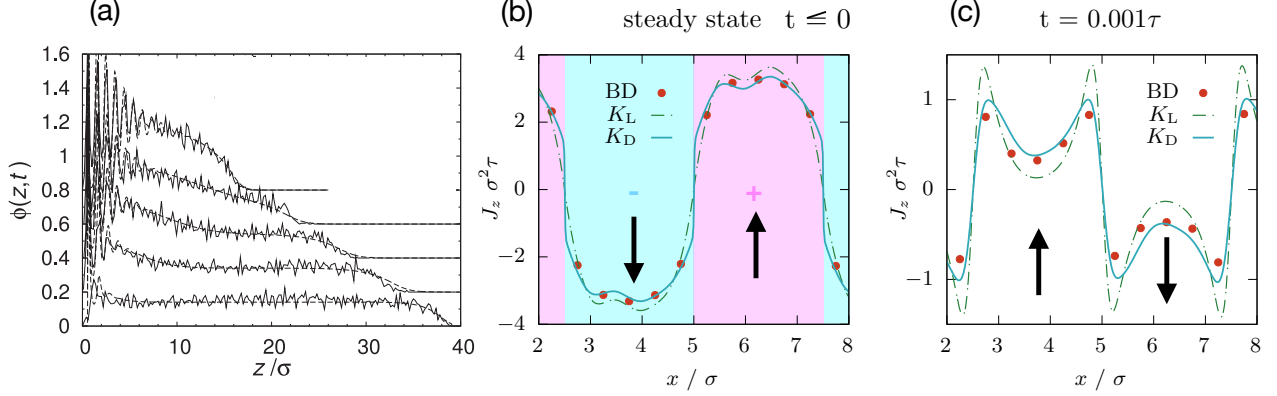 (a)
1.6
1.4
1.2
1
0.8
0.6
0.4
0.2
0
ϕ(z,t)
0 10 20 30 40
z/σ
(b)
steady state t ≦ 0
4
2
0
−2
−4
J_z σ²τ
BD
K_L
K_D
-
+
2 3 4 5 6 7 8
x / σ
(c)
t = 0.001τ
1
0
−1
J_z σ²τ
BD
K_L
K_D
2 3 4 5 6 7 8
x / σ